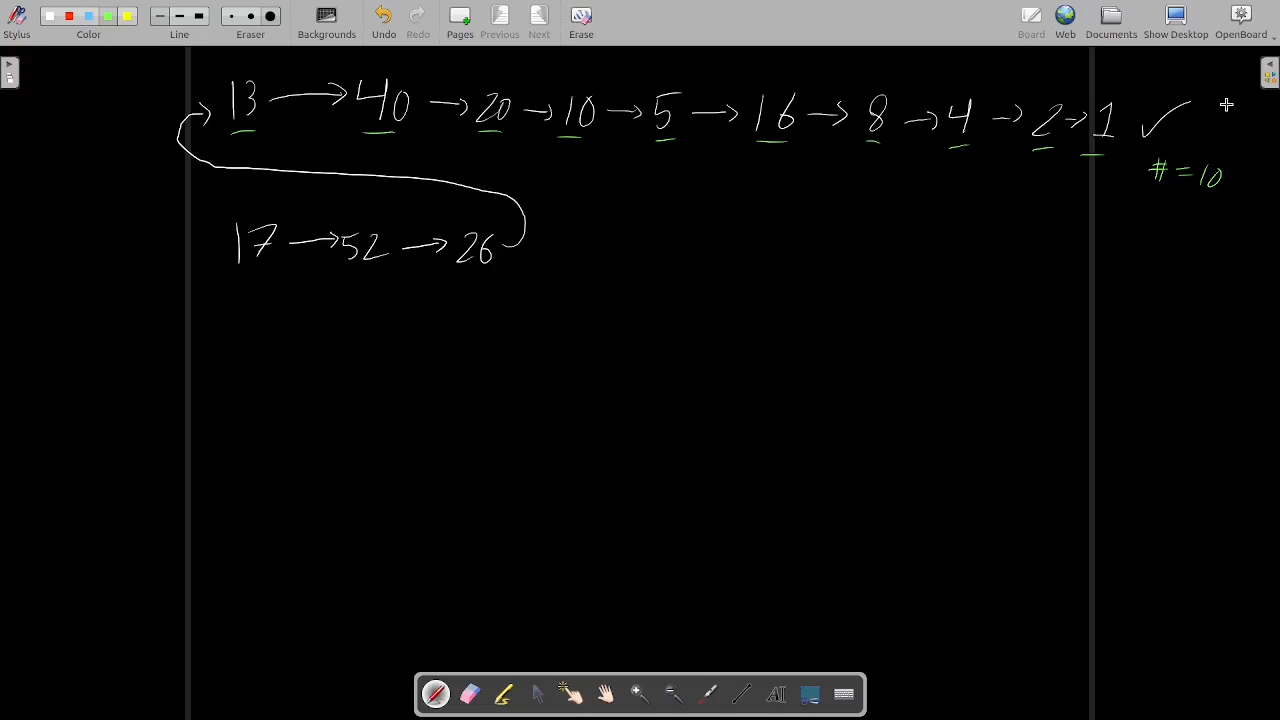 Stylus Color Line Eraser Backgrounds Undo Redo Pages Previous Next Erase Board Web Documents Show Desktop OpenBoard
13 → 40 → 20 → 10 → 5 → 16 → 8 → 4 → 2 → 1 ✓
# = 10
17 → 52 → 26
AI